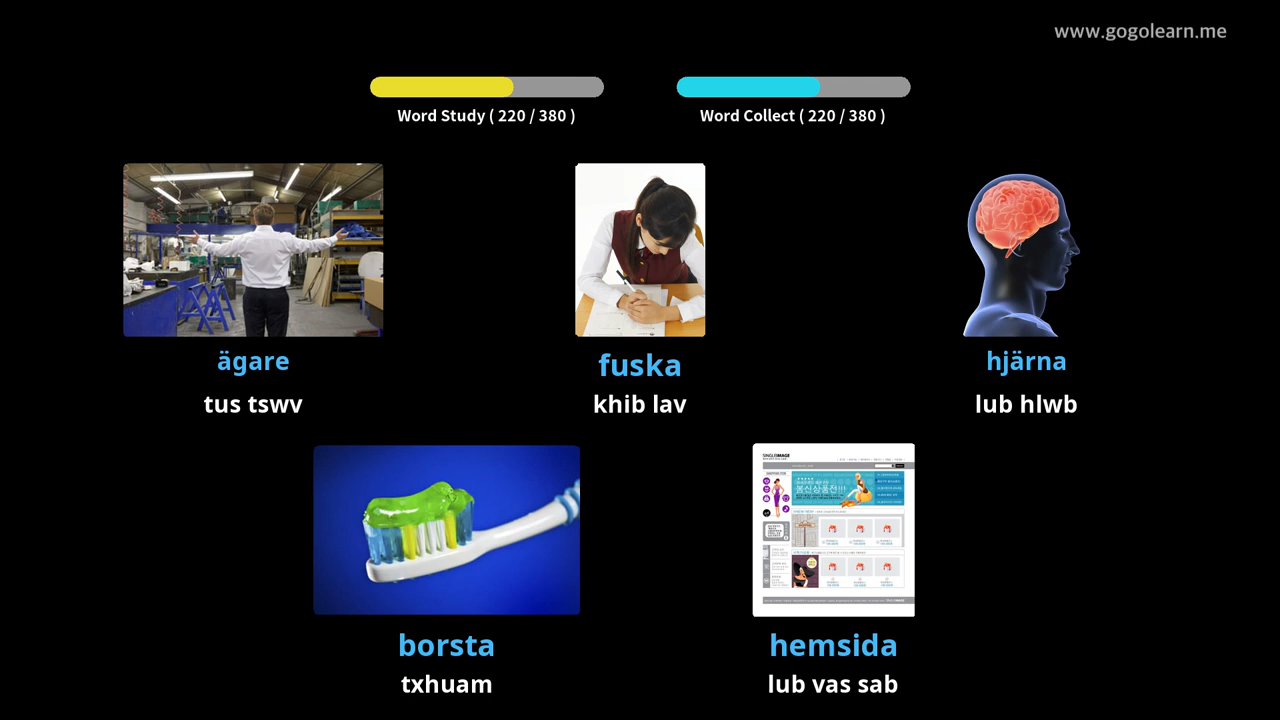 www.gogolearn.me
Word Study ( 220 / 380 )
Word Collect ( 220 / 380 )
ägare
fuska
hjärna
tus tswv
khib lav
lub hlwb
borsta
hemsida
txhuam
lub vas sab